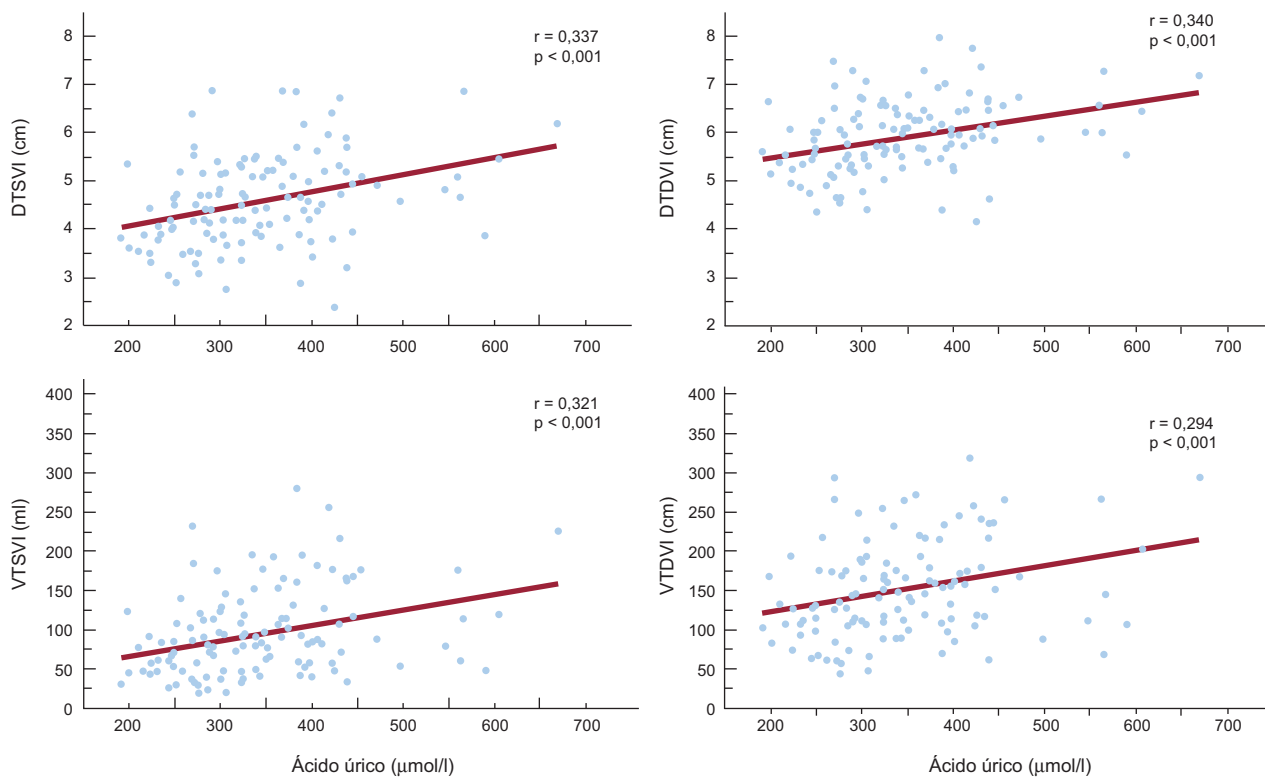 r = 0,337
p < 0,001
DTSVI (cm)
8
7
6
5
4
3
2
200 300 400 500 600 700
r = 0,340
p < 0,001
DTDVI (cm)
8
7
6
5
4
3
2
200 300 400 500 600 700
r = 0,321
p < 0,001
VTSVI (ml)
400
350
300
250
200
150
100
50
0
200 300 400 500 600 700
Ácido úrico (μmol/l)
r = 0,294
p < 0,001
VTDVI (cm)
400
350
300
250
200
150
100
50
0
200 300 400 500 600 700
Ácido úrico (μmol/l)